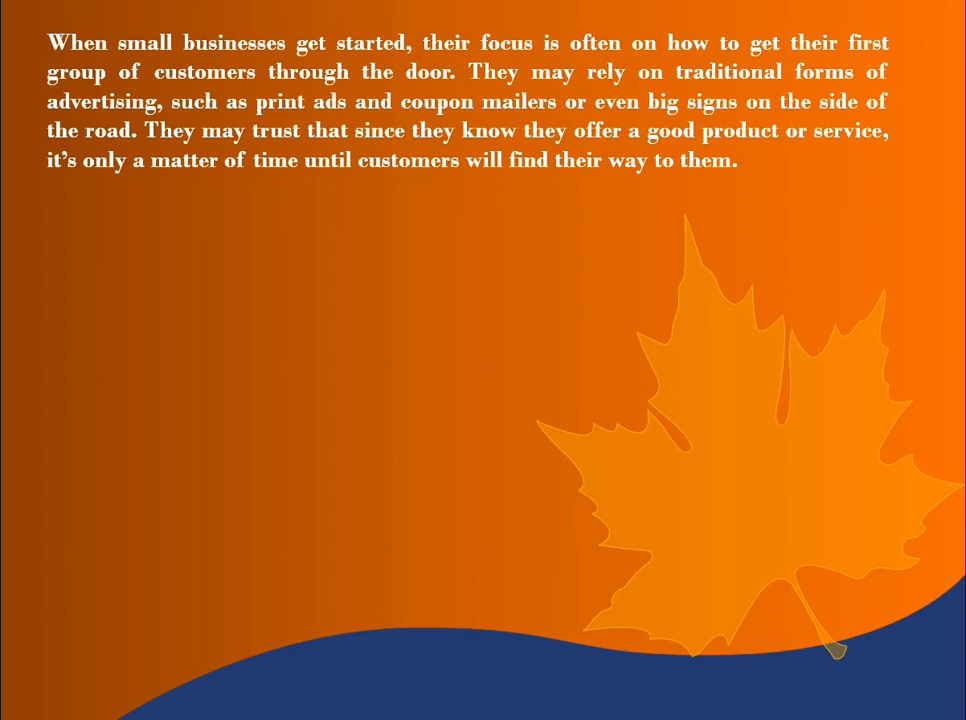 When small businesses get started, their focus is often on how to get their first
group of customers through the door. They may rely on traditional forms of
advertising, such as print ads and coupon mailers or even big signs on the side of
the road. They may trust that since they know they offer a good product or service,
it’s only a matter of time until customers will find their way to them.